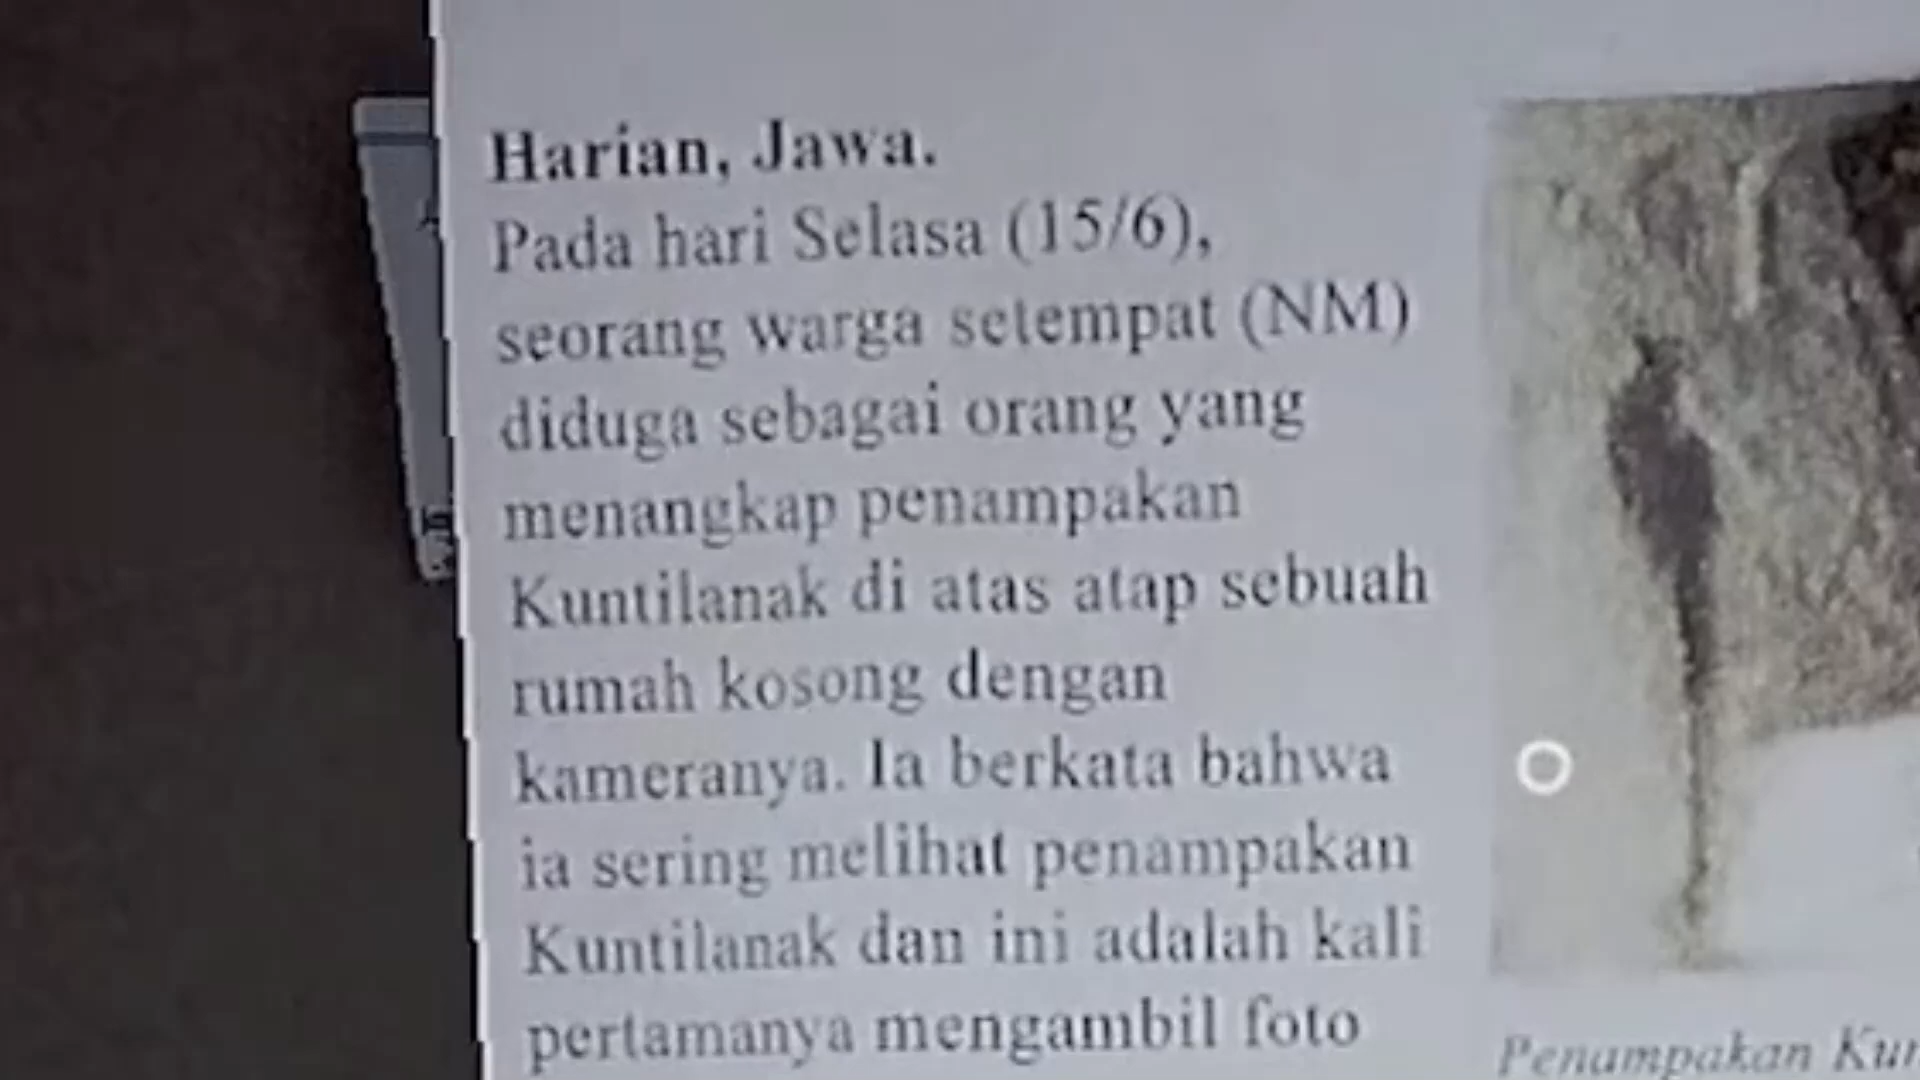 Harian, Jawa.
Pada hari Selasa (15/6),
seorang warga setempat (NM)
diduga sebagai orang yang
menangkap penampakan
Kuntilanak di atas atap sebuah
rumah kosong dengan
kameranya. Ia berkata bahwa
ia sering melihat penampakan
Kuntilanak dan ini adalah kali
pertamanya mengambil foto
Penampakan Kun